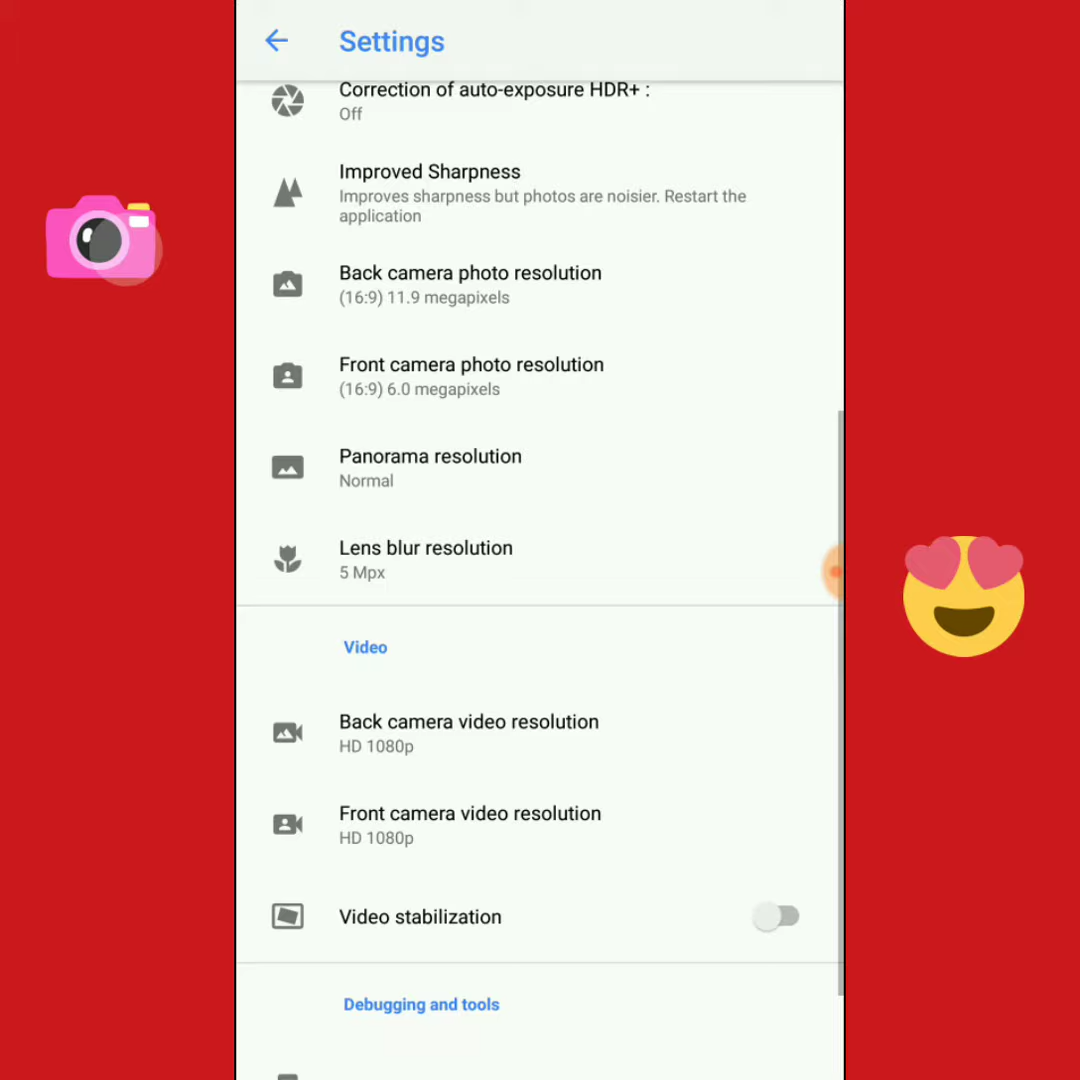 Settings
Correction of auto-exposure HDR+ :
Off
Improved Sharpness
Improves sharpness but photos are noisier. Restart the
application
Back camera photo resolution
(16:9) 11.9 megapixels
Front camera photo resolution
(16:9) 6.0 megapixels
Panorama resolution
Normal
Lens blur resolution
5 Mpx
Video
Back camera video resolution
HD 1080p
Front camera video resolution
HD 1080p
Video stabilization
Debugging and tools